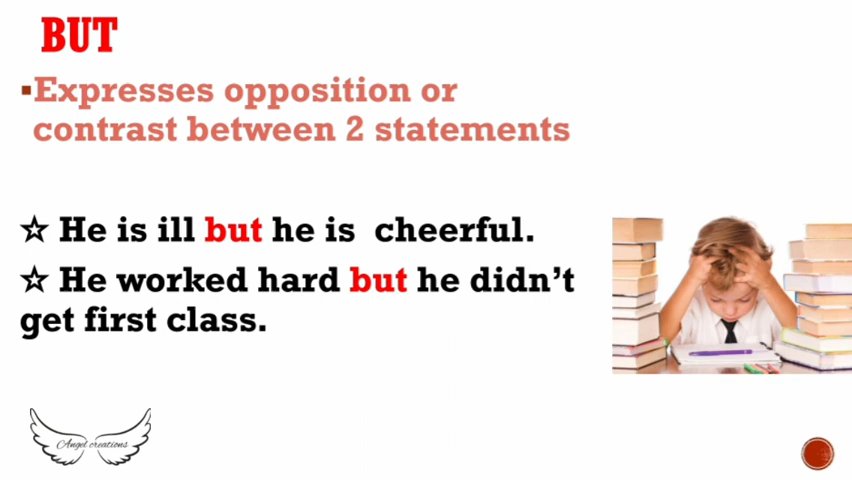 BUT
▪Expresses opposition or
contrast between 2 statements
☆ He is ill but he is cheerful.
☆ He worked hard but he didn’t
get first class.
Angel creations